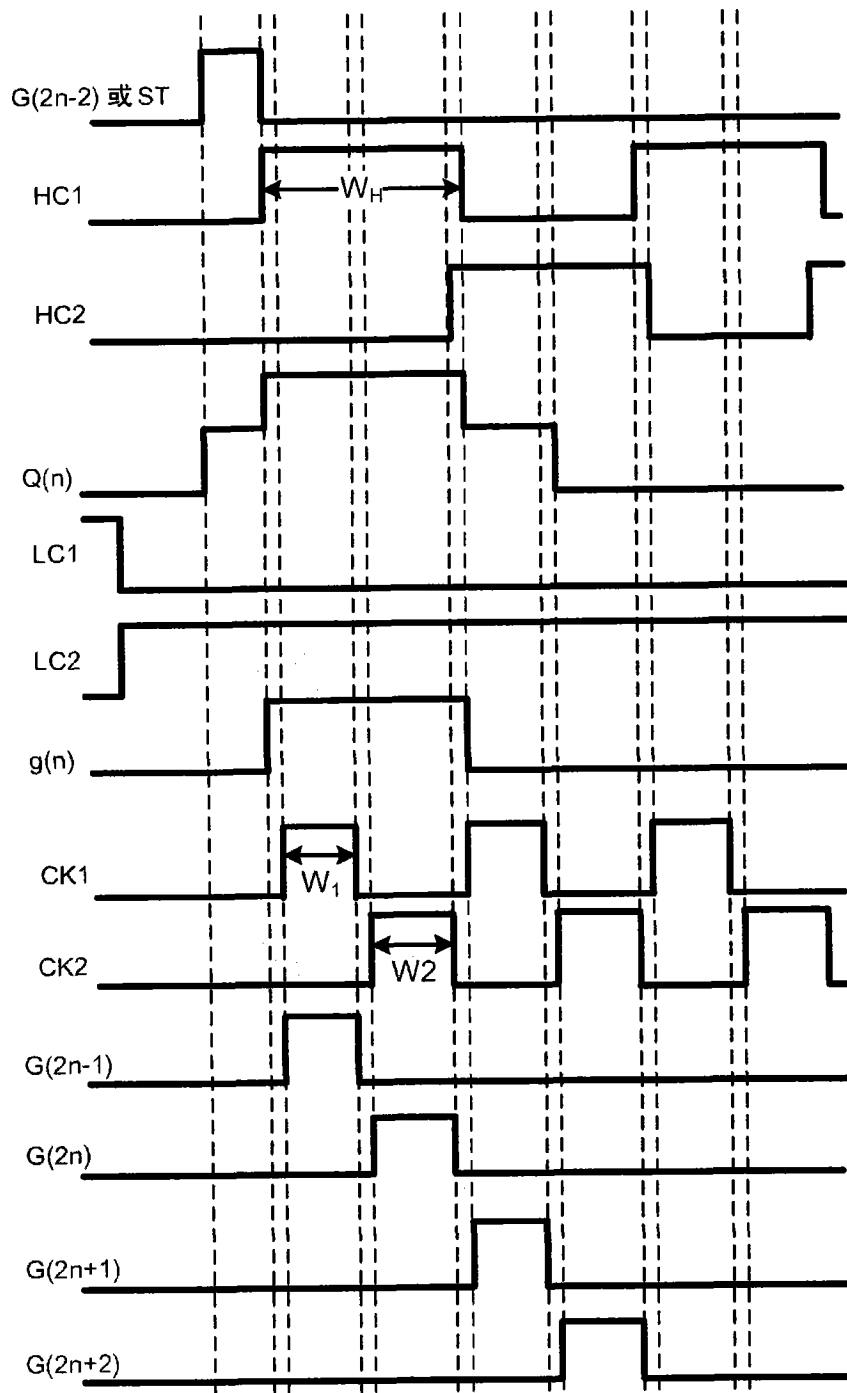 G(2n-2) 或 ST
HC1
W_H
HC2
Q(n)
LC1
LC2
g(n)
CK1
W₁
CK2
W2
G(2n-1)
G(2n)
G(2n+1)
G(2n+2)